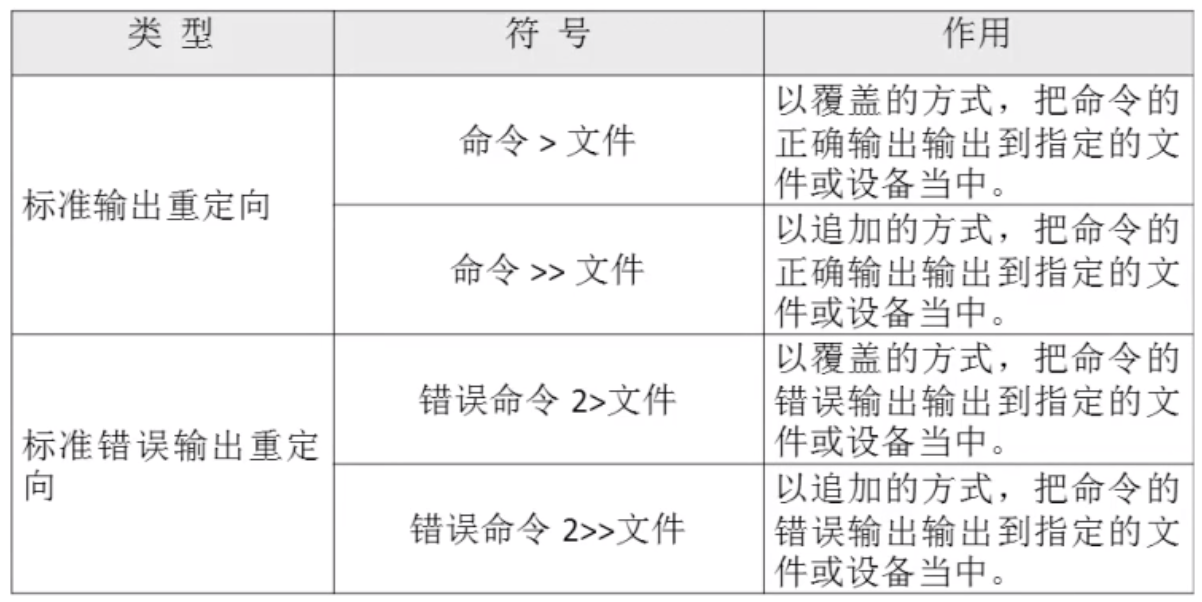 类 型
符 号
作用
标准输出重定向
命令 > 文件
以覆盖的方式，把命令的
正确输出输出到指定的文
件或设备当中。
命令 >> 文件
以追加的方式，把命令的
正确输出输出到指定的文
件或设备当中。
标准错误输出重定
向
错误命令 2>文件
以覆盖的方式，把命令的
错误输出输出到指定的文
件或设备当中。
错误命令 2>>文件
以追加的方式，把命令的
错误输出输出到指定的文
件或设备当中。